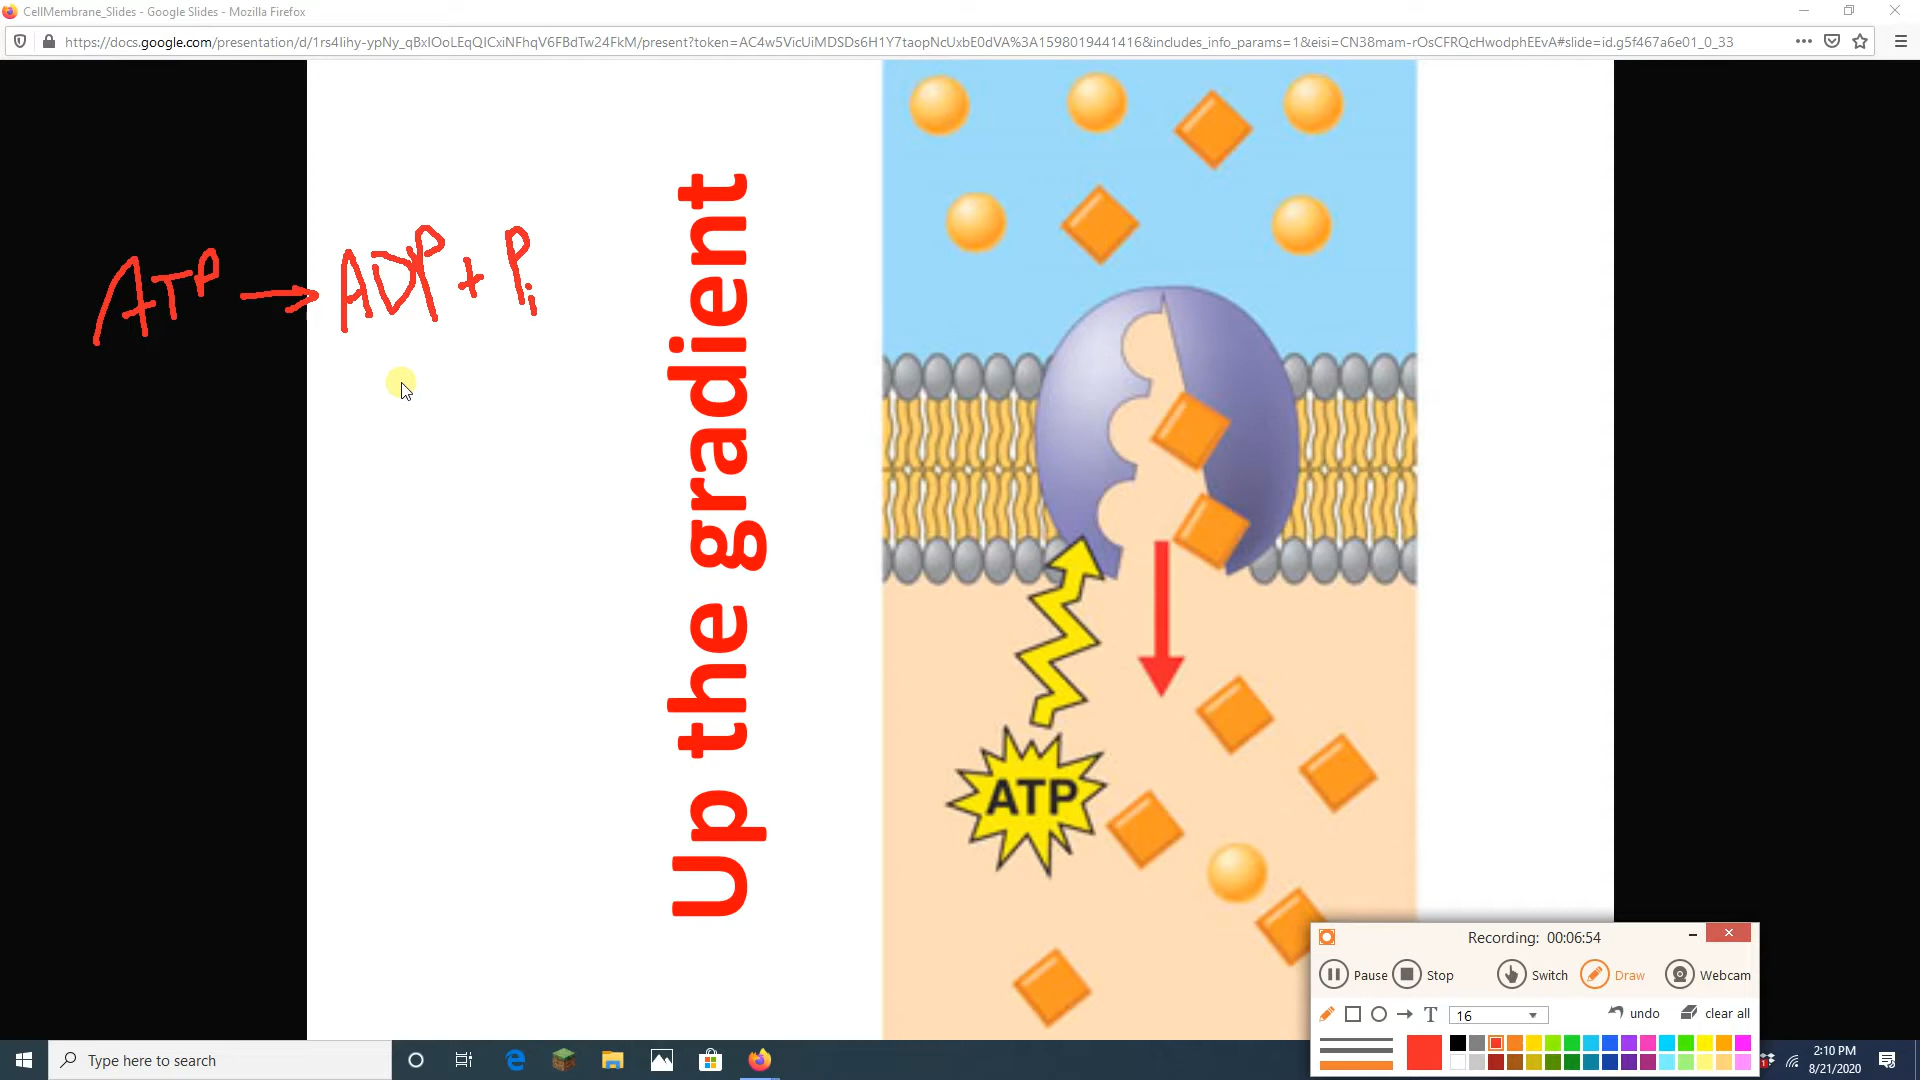 CellMembrane_Slides - Google Slides - Mozilla Firefox
https://docs.google.com/presentation/d/1rs4Iihy-ypNy_qBxIOoLEqQICxiNFhqV6FBdTw24FkM/present?token=AC4w5VicUiMDSDs6H1Y7taopNcUxbE0dVA%3A1598019441416&includes_info_params=1&eisi=CN38mam-rOsCFRQcHwodphEEvA#slide=id.g5f467a6e01_0_33
ATP → ADP + Pi
Up the gradient
ATP
Recording: 00:06:54
Pause Stop Switch Draw Webcam
T 16 undo clear all
Type here to search
2:10 PM
8/21/2020